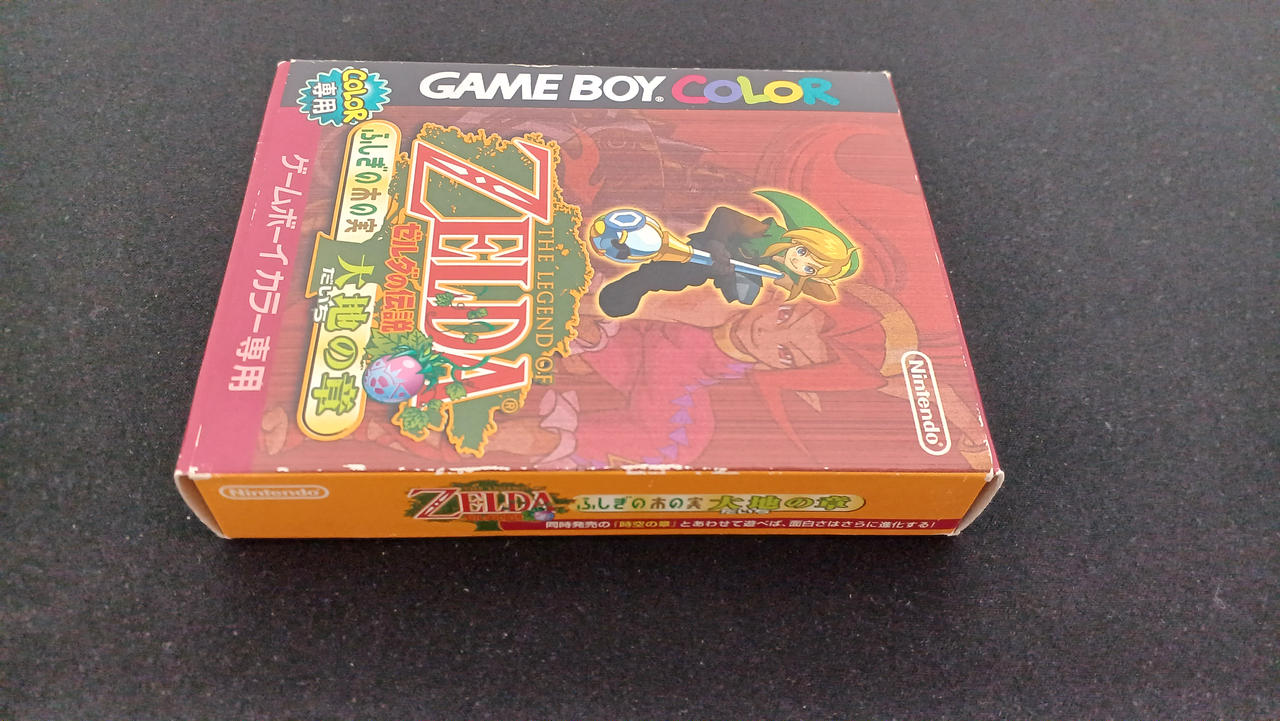 GAME BOY COLOR
COLOR
専用
ゲームボーイカラー専用
THE LEGEND OF
ZELDA®
ゼルダの伝説
ふしぎの木の実
大地の章
だいち
Nintendo®
Nintendo
ZELDA
ふしぎの木の実 大地の章
だいち
同時発売の「時空の章」とあわせて遊べば、面白さはさらに進化する!